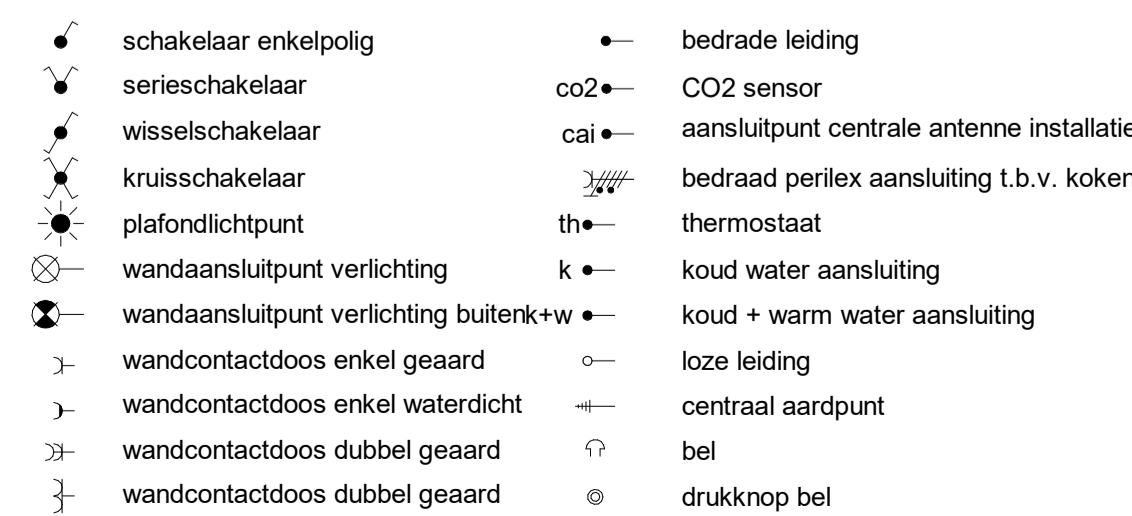 schakelaar enkelpolig
serieschakelaar
wisselschakelaar
kruisschakelaar
plafondlichtpunt
wandaansluitpunt verlichting
wandaansluitpunt verlichting buiten
wandcontactdoos enkel geaard
wandcontactdoos enkel waterdicht
wandcontactdoos dubbel geaard
wandcontactdoos dubbel geaard
bedrade leiding
co2 CO2 sensor
cai aansluitpunt centrale antenne installatie
bedraad perilex aansluiting t.b.v. koken
th thermostaat
k koud water aansluiting
k+w koud + warm water aansluiting
loze leiding
centraal aardpunt
bel
drukknop bel